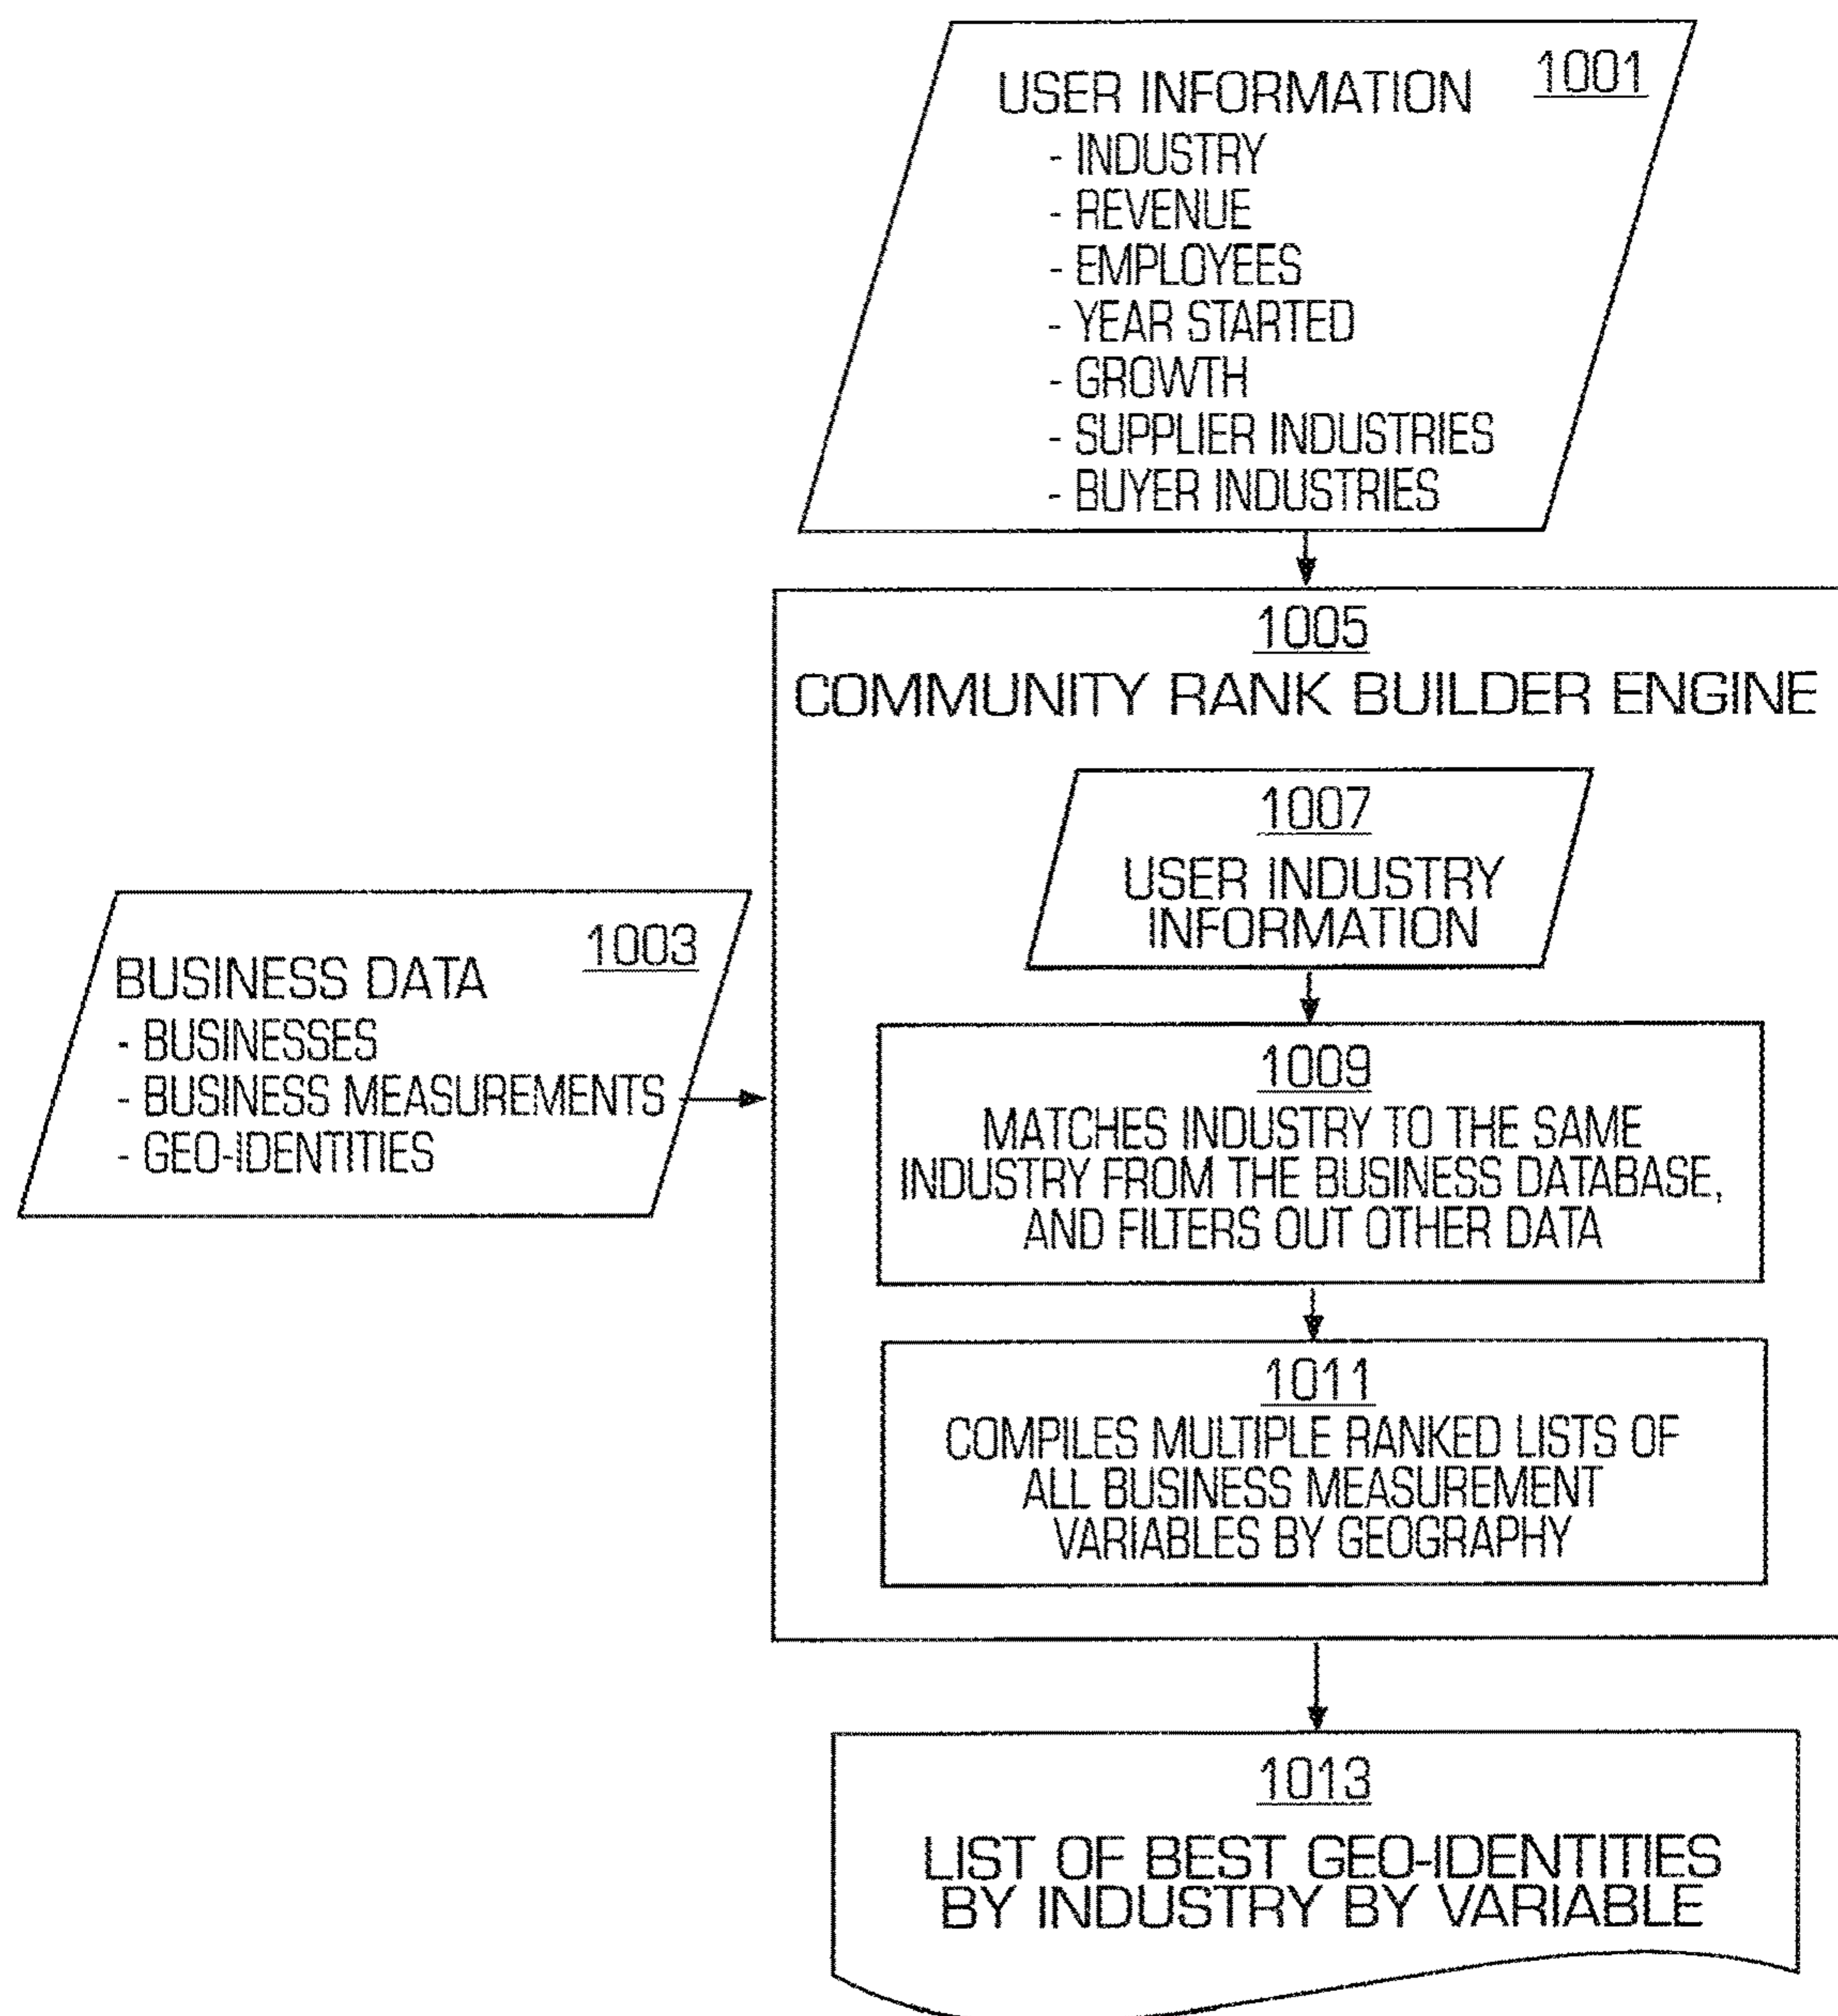 1001
USER INFORMATION
- INDUSTRY
- REVENUE
- EMPLOYEES
- YEAR STARTED
- GROWTH
- SUPPLIER INDUSTRIES
- BUYER INDUSTRIES
1005
COMMUNITY RANK BUILDER ENGINE
1007
USER INDUSTRY
INFORMATION
1003
BUSINESS DATA
- BUSINESSES
- BUSINESS MEASUREMENTS
- GEO-IDENTITIES
1009
MATCHES INDUSTRY TO THE SAME
INDUSTRY FROM THE BUSINESS DATABASE,
AND FILTERS OUT OTHER DATA
1011
COMPILES MULTIPLE RANKED LISTS OF
ALL BUSINESS MEASUREMENT
VARIABLES BY GEOGRAPHY
1013
LIST OF BEST GEO-IDENTITIES
BY INDUSTRY BY VARIABLE